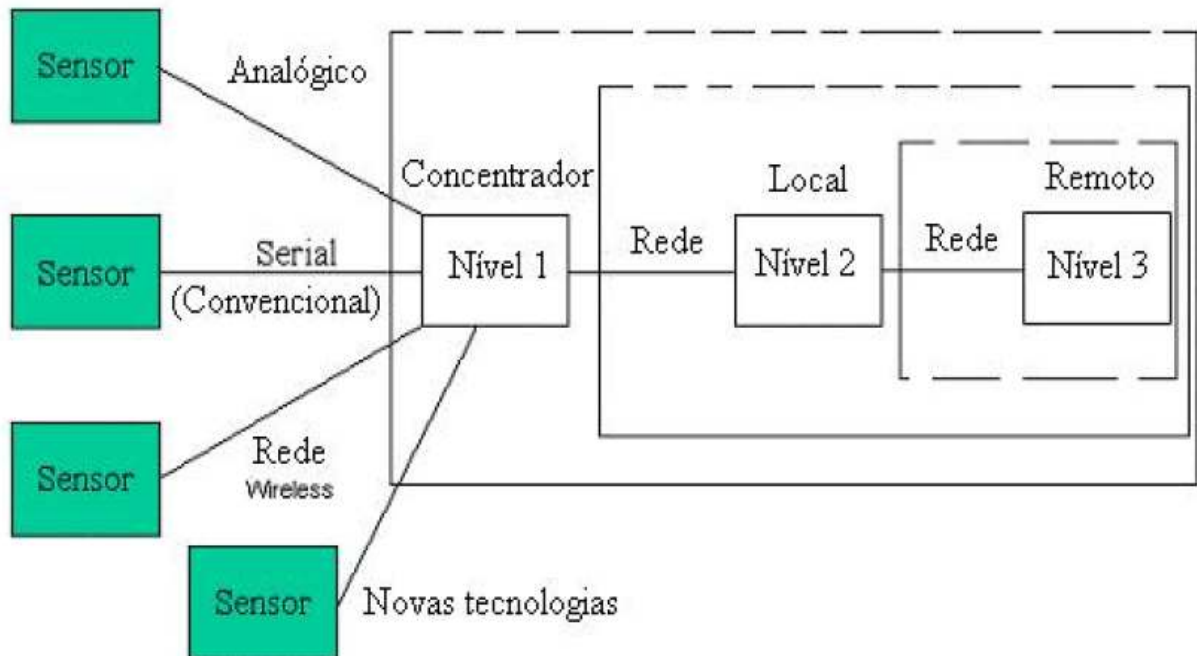 Sensor
Analógico
Concentrador
Local
Remoto
Sensor
Serial
(Convencional)
Nível 1
Rede
Nível 2
Rede
Nível 3
Sensor
Rede
Wireless
Sensor
Novas tecnologias